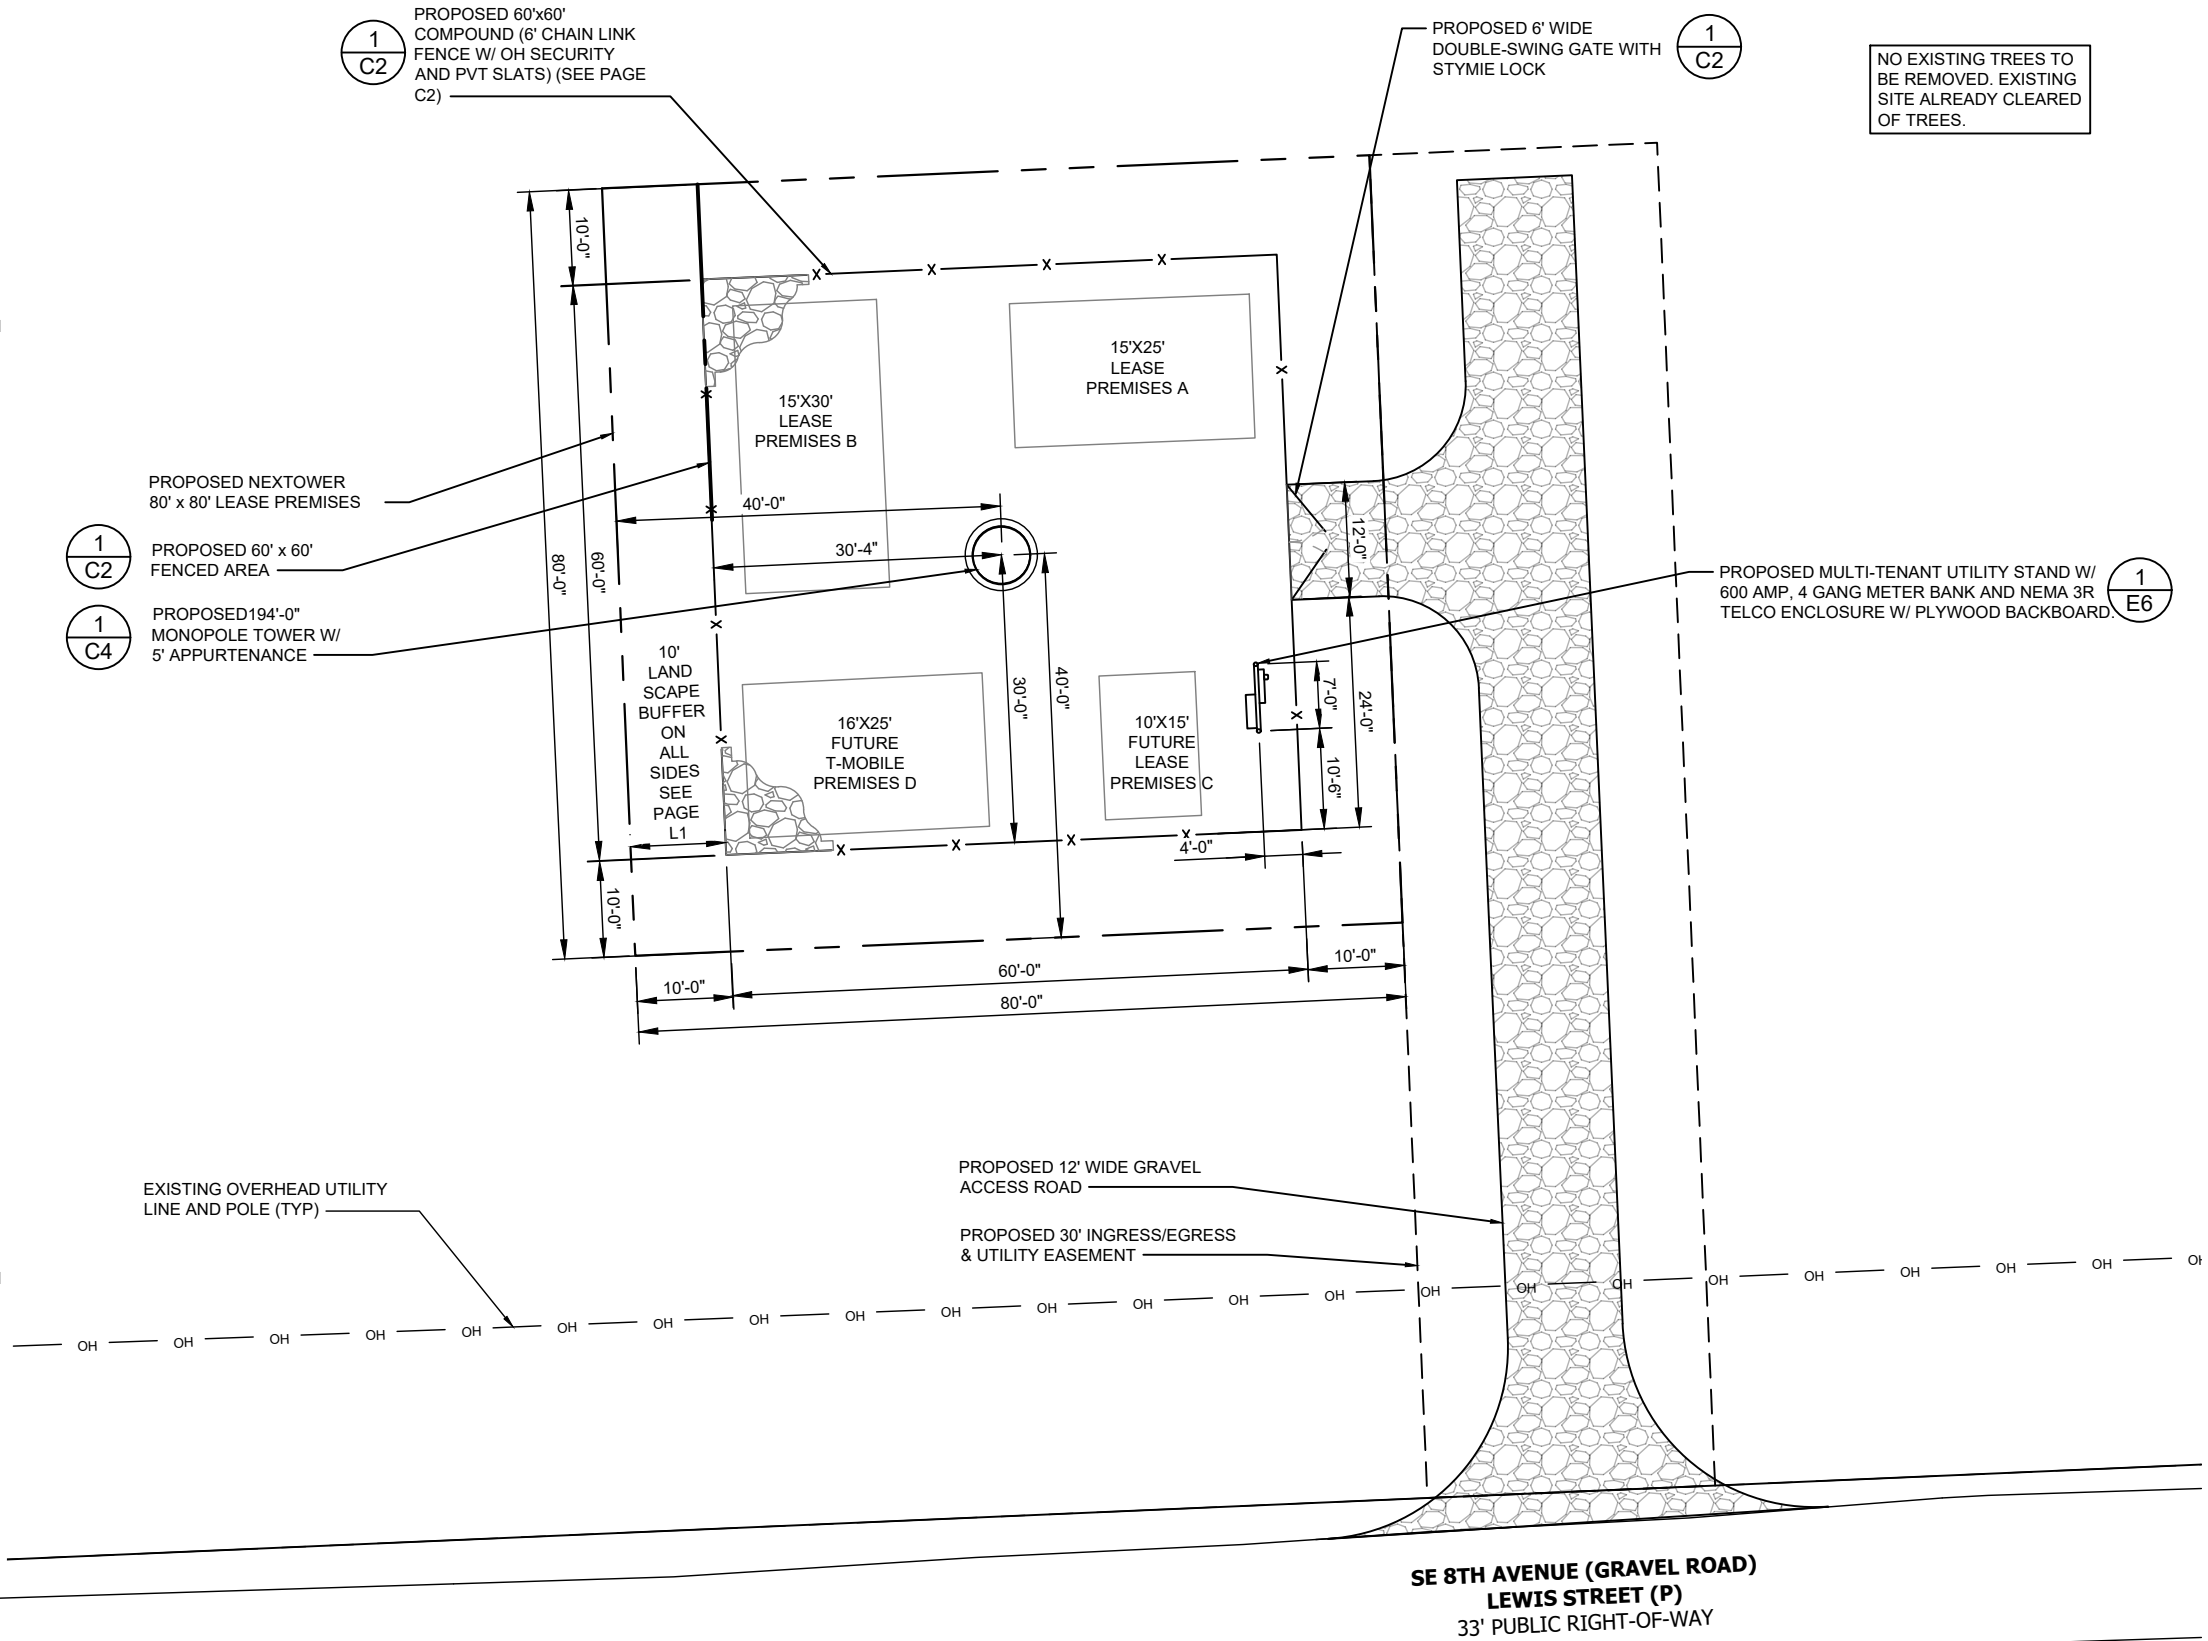 PROPOSED 60'x60'
COMPOUND (6' CHAIN LINK
FENCE W/ OH SECURITY
AND PVT SLATS) (SEE PAGE
C2)
1
C2
PROPOSED 6' WIDE
DOUBLE-SWING GATE WITH
STYMIE LOCK
1
C2
NO EXISTING TREES TO
BE REMOVED. EXISTING
SITE ALREADY CLEARED
OF TREES.
10'-0"
80'-0"
60'-0"
10'-0"
X X X X
15'X30'
LEASE
PREMISES B
15'X25'
LEASE
PREMISES A
X
X
X
X
X
X
PROPOSED NEXTOWER
80' x 80' LEASE PREMISES
1
C2
PROPOSED 60' x 60'
FENCED AREA
1
C4
PROPOSED194'-0"
MONOPOLE TOWER W/
5' APPURTENANCE
40'-0"
30'-4"
12'-0"
PROPOSED MULTI-TENANT UTILITY STAND W/
600 AMP, 4 GANG METER BANK AND NEMA 3R
TELCO ENCLOSURE W/ PLYWOOD BACKBOARD.
1
E6
10'
LAND
SCAPE
BUFFER
ON
ALL
SIDES
SEE
PAGE
L1
16'X25'
FUTURE
T-MOBILE
PREMISES D
30'-0"
40'-0"
10'X15'
FUTURE
LEASE
PREMISES C
7'-0"
24'-0"
10'-6"
X X X X
4'-0"
10'-0"
60'-0"
10'-0"
80'-0"
EXISTING OVERHEAD UTILITY
LINE AND POLE (TYP)
PROPOSED 12' WIDE GRAVEL
ACCESS ROAD
PROPOSED 30' INGRESS/EGRESS
& UTILITY EASEMENT
OH OH OH OH OH OH OH OH OH OH OH OH OH OH OH OH OH OH OH OH OH OH OH
SE 8TH AVENUE (GRAVEL ROAD)
LEWIS STREET (P)
33' PUBLIC RIGHT-OF-WAY